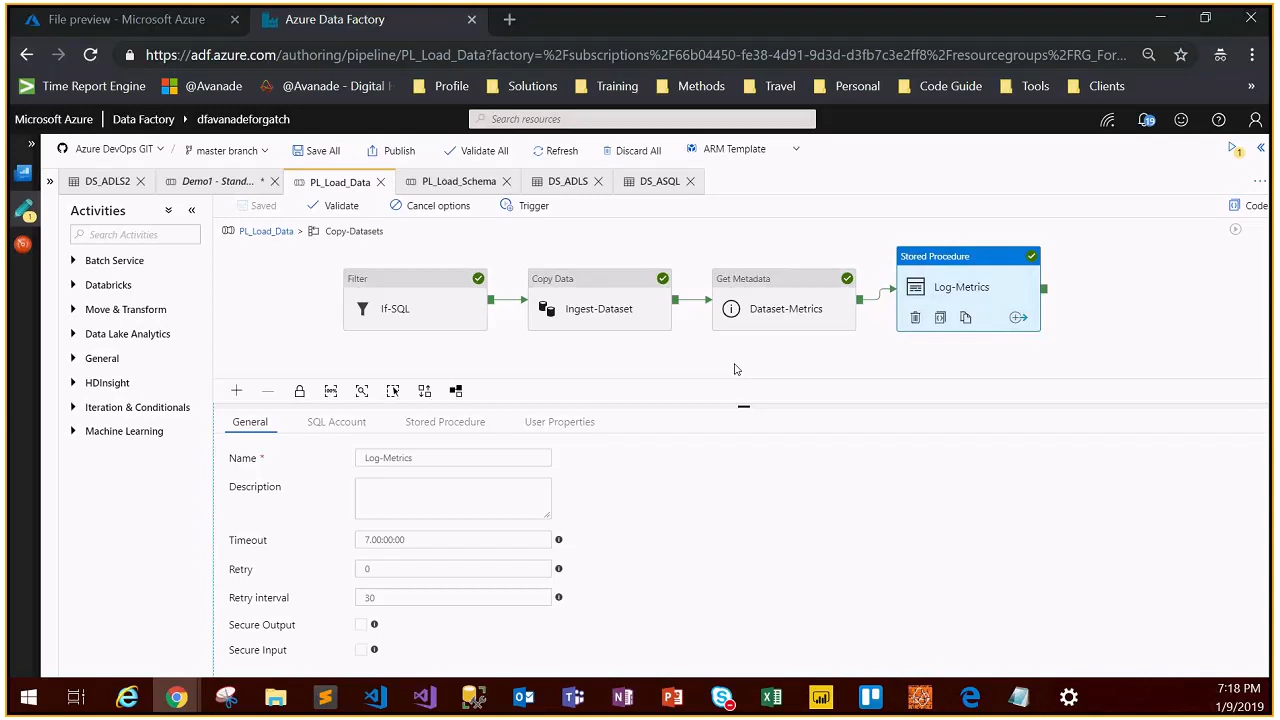 File preview - Microsoft Azure
Azure Data Factory
https://adf.azure.com/authoring/pipeline/PL_Load_Data?factory=%2Fsubscriptions%2F66b04450-fe38-4d91-9d3d-d3fb7c3e2ff8%2Fresourcegroups%2FRG_For...
Time Report Engine
@Avanade
@Avanade - Digital
Profile
Solutions
Training
Methods
Travel
Personal
Code Guide
Tools
Clients
»
Microsoft Azure
Data Factory
dfavanadeforgatch
Search resources
19
Azure DevOps GIT
/
master branch
Save All
Publish
Validate All
Refresh
Discard All
ARM Template
1
DS_ADLS2
Demo1 - Stand... *
PL_Load_Data
PL_Load_Schema
DS_ADLS
DS_ASQL
Activities
Saved
Validate
Cancel options
Trigger
Code
1
Search Activities
PL_Load_Data > Copy-Datasets
Batch Service
Databricks
Move & Transform
Data Lake Analytics
General
HDInsight
Iteration & Conditionals
Machine Learning
Filter
If-SQL
Copy Data
Ingest-Dataset
Get Metadata
Dataset-Metrics
Stored Procedure
Log-Metrics
General
SQL Account
Stored Procedure
User Properties
Name *
Log-Metrics
Description
Timeout
7.00:00:00
Retry
0
Retry interval
30
Secure Output
Secure Input
7:18 PM
1/9/2019